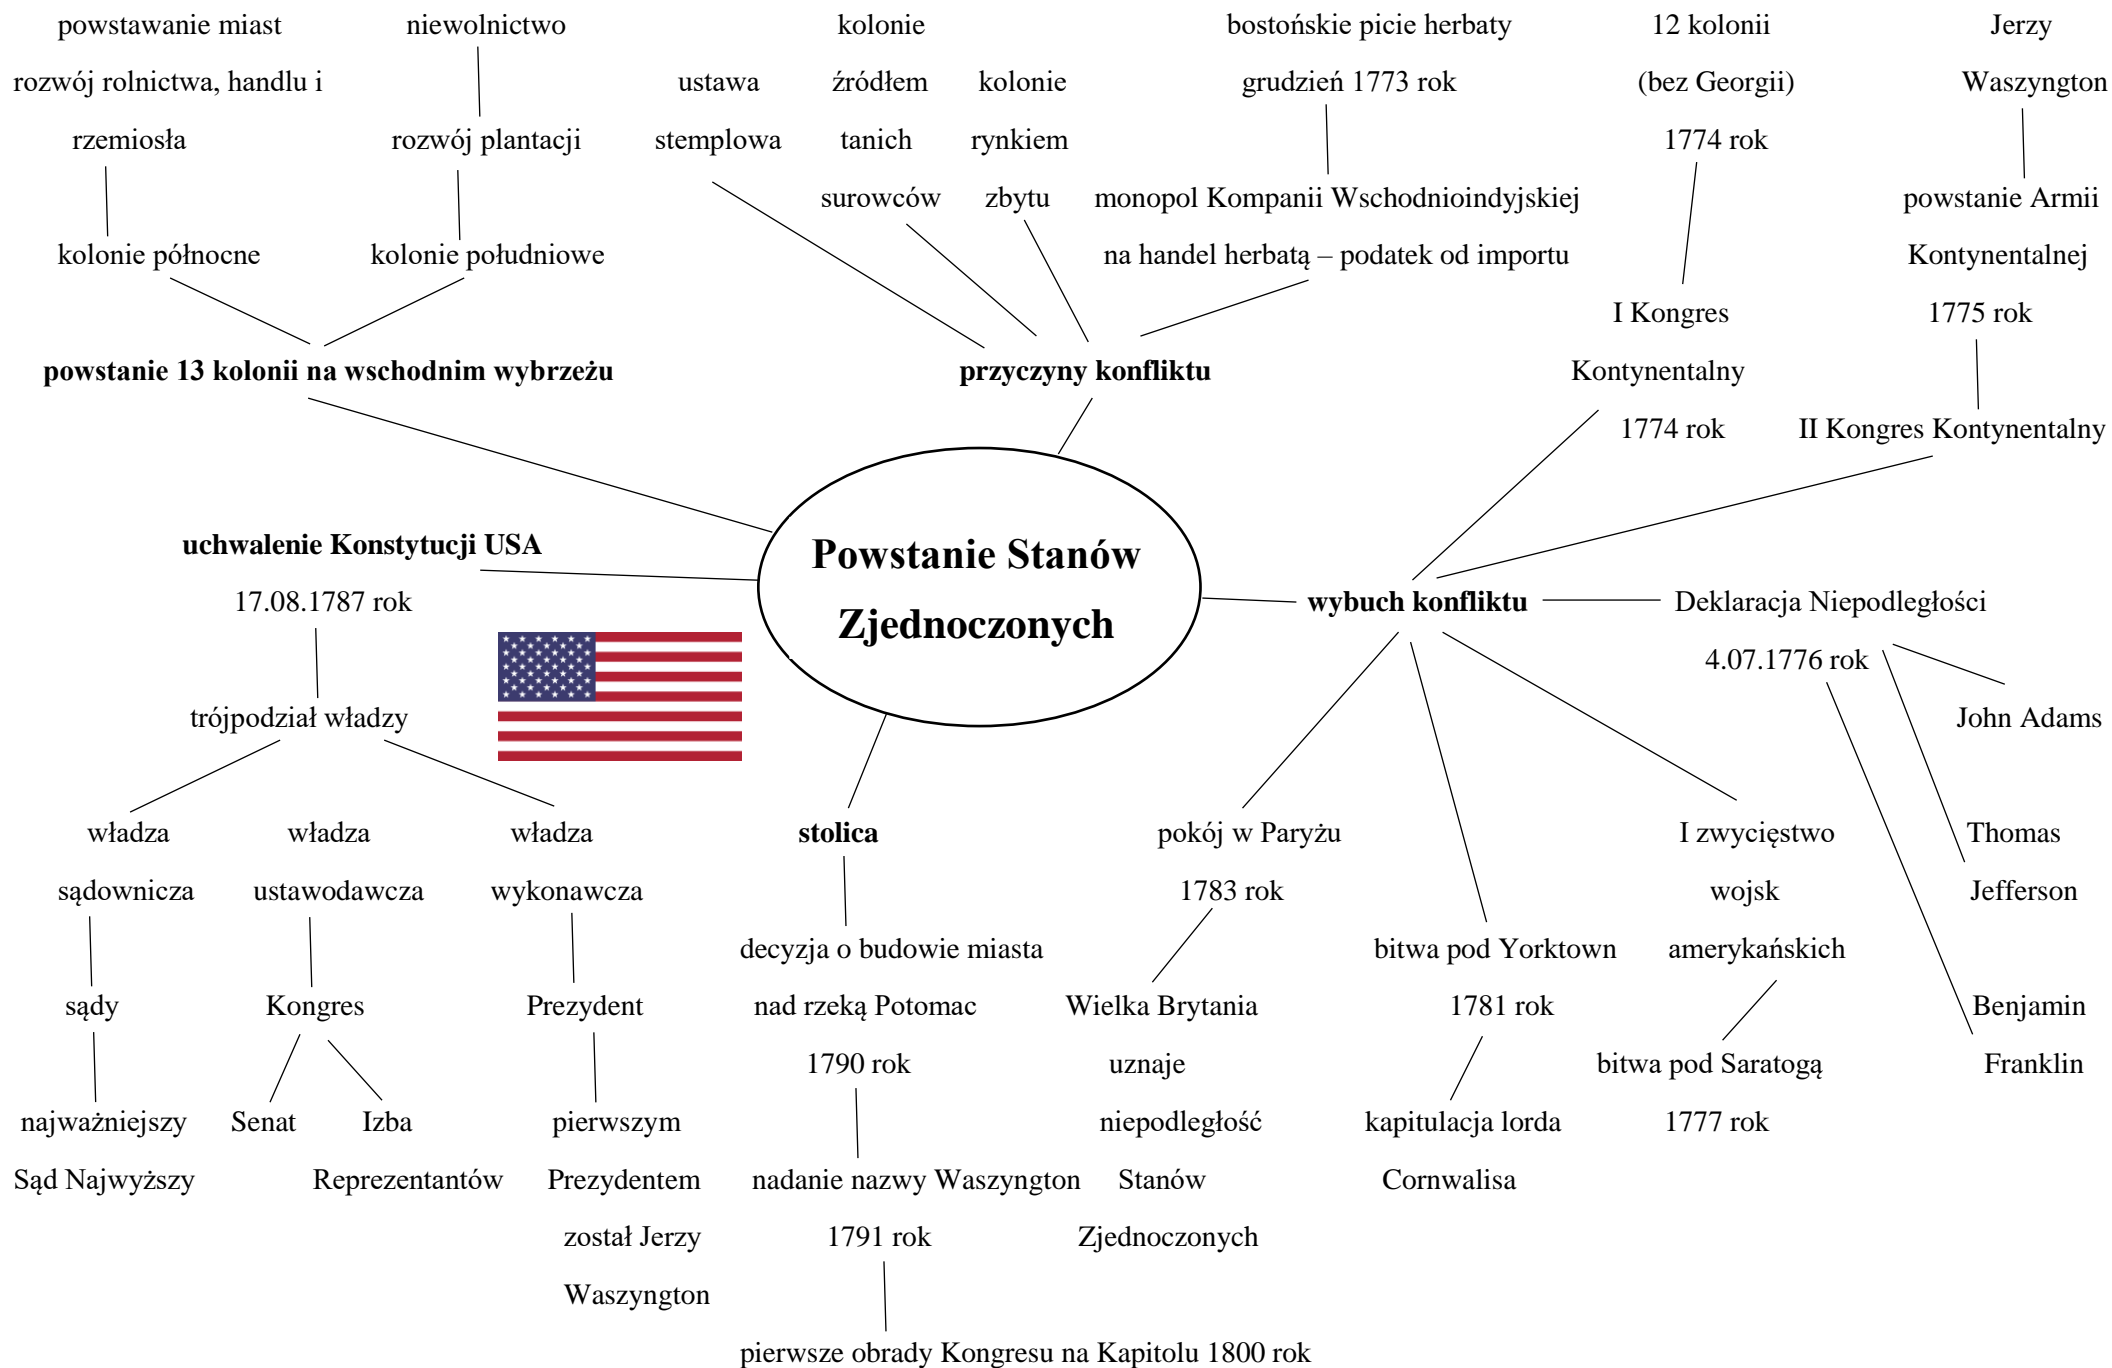 powstawanie miast
rozwój rolnictwa, handlu i
rzemiosła
kolonie północne
niewolnictwo
rozwój plantacji
kolonie południowe
powstanie 13 kolonii na wschodnim wybrzeżu
ustawa
stemplowa
kolonie
źródłem
tanich
surowców
kolonie
rynkiem
zbytu
bostońskie picie herbaty
grudzień 1773 rok
monopol Kompanii Wschodnioindyjskiej
na handel herbatą – podatek od importu
przyczyny konfliktu
12 kolonii
(bez Georgii)
1774 rok
I Kongres
Kontynentalny
1774 rok
Jerzy
Waszyngton
powstanie Armii
Kontynentalnej
1775 rok
II Kongres Kontynentalny
Powstanie Stanów
Zjednoczonych
uchwalenie Konstytucji USA
17.08.1787 rok
trójpodział władzy
władza
sądownicza
sądy
najważniejszy
Sąd Najwyższy
władza
ustawodawcza
Kongres
Senat
Izba
Reprezentantów
władza
wykonawcza
Prezydent
pierwszym
Prezydentem
został Jerzy
Waszyngton
stolica
decyzja o budowie miasta
nad rzeką Potomac
1790 rok
nadanie nazwy Waszyngton
1791 rok
pierwsze obrady Kongresu na Kapitolu 1800 rok
wybuch konfliktu
Deklaracja Niepodległości
4.07.1776 rok
John Adams
Thomas
Jefferson
Benjamin
Franklin
pokój w Paryżu
1783 rok
Wielka Brytania
uznaje
niepodległość
Stanów
Zjednoczonych
bitwa pod Yorktown
1781 rok
kapitulacja lorda
Cornwalisa
I zwycięstwo
wojsk
amerykańskich
bitwa pod Saratogą
1777 rok